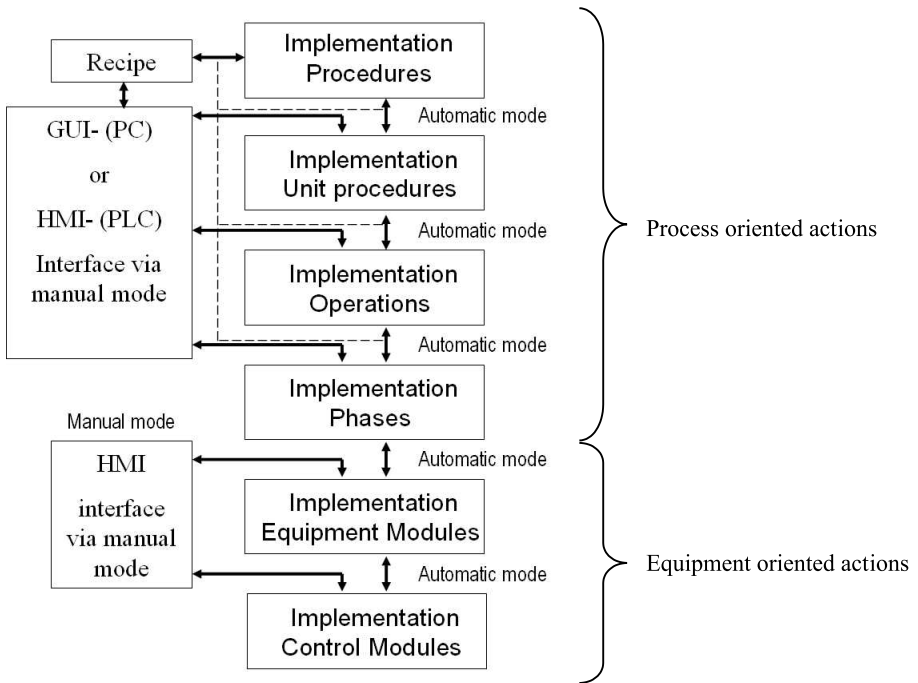 Recipe
Implementation
Procedures
Automatic mode
GUI- (PC)
or
HMI- (PLC)
Interface via
manual mode
Implementation
Unit procedures
Automatic mode
Implementation
Operations
Automatic mode
Implementation
Phases
Process oriented actions
Manual mode
HMI
interface
via manual
mode
Automatic mode
Implementation
Equipment Modules
Automatic mode
Implementation
Control Modules
Equipment oriented actions